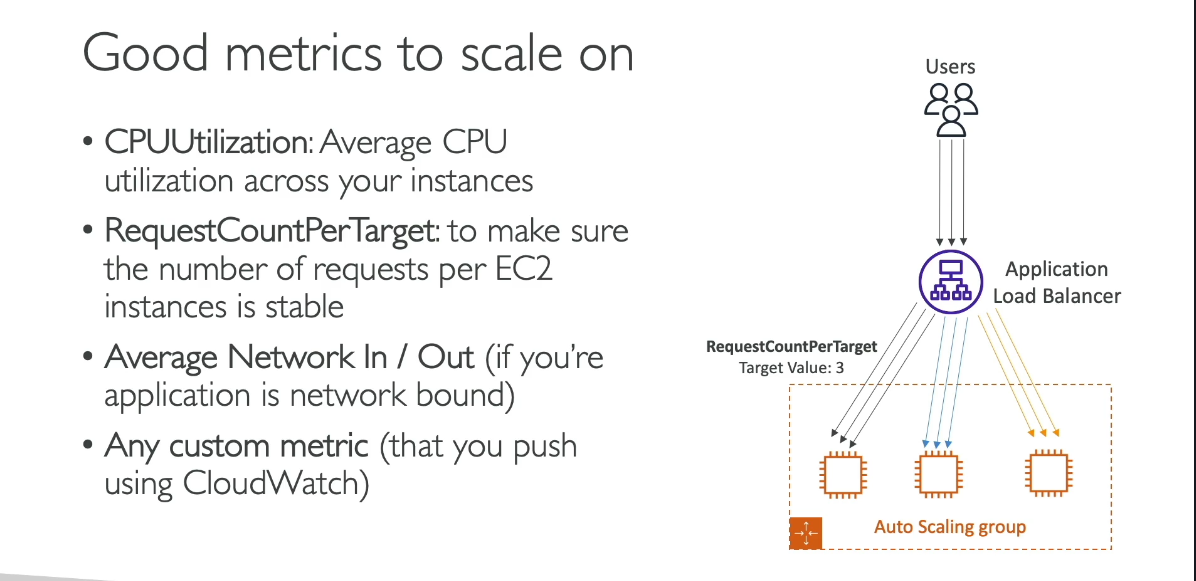 Good metrics to scale on
• CPUUtilization: Average CPU
utilization across your instances
• RequestCountPerTarget: to make sure
the number of requests per EC2
instances is stable
• Average Network In / Out (if you’re
application is network bound)
• Any custom metric (that you push
using CloudWatch)
Users
Application
Load Balancer
RequestCountPerTarget
Target Value: 3
Auto Scaling group